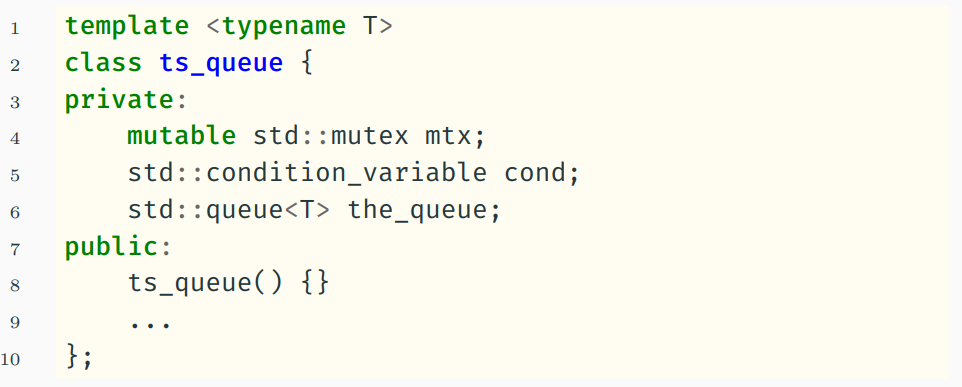 1 template <typename T>
2 class ts_queue {
3 private:
4     mutable std::mutex mtx;
5     std::condition_variable cond;
6     std::queue<T> the_queue;
7 public:
8     ts_queue() {}
9     ...
10 };